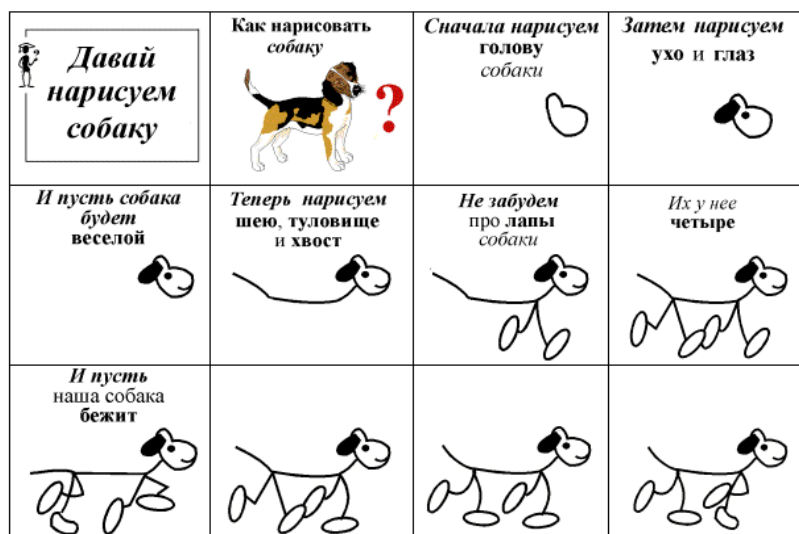 Давай
нарисуем
собаку
Как нарисовать
собаку
?
Сначала нарисуем
голову
собаки
Затем нарисуем
ухо и глаз
И пусть собака
будет
веселой
Теперь нарисуем
шею, туловище
и хвост
Не забудем
про лапы
собаки
Их у нее
четыре
И пусть
наша собака
бежит